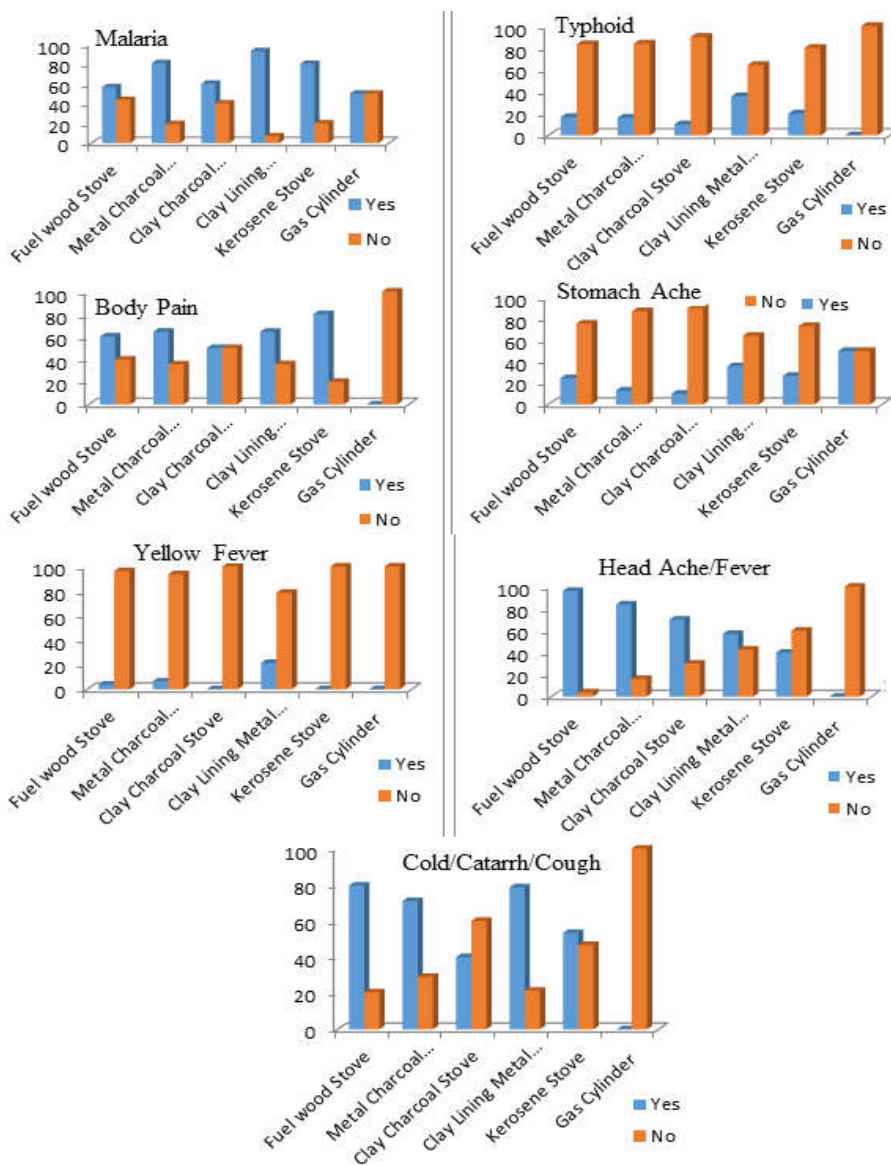 Malaria
100
80
60
40
20
0
Fuel wood Stove
Metal Charcoal...
Clay Charcoal...
Clay Lining...
Kerosene Stove
Gas Cylinder
Yes
No
Typhoid
100
80
60
40
20
0
Fuel wood Stove
Metal Charcoal...
Clay Charcoal Stove
Clay Lining Metal...
Kerosene Stove
Gas Cylinder
Yes
No
Body Pain
100
80
60
40
20
0
Fuel wood Stove
Metal Charcoal...
Clay Charcoal...
Clay Lining...
Kerosene Stove
Gas Cylinder
Yes
No
Stomach Ache
No Yes
100
80
60
40
20
0
Fuel wood Stove
Metal Charcoal...
Clay Charcoal...
Clay Lining...
Kerosene Stove
Gas Cylinder
Yes
No
Yellow Fever
100
80
60
40
20
0
Fuel wood Stove
Metal Charcoal...
Clay Charcoal Stove
Clay Lining Metal...
Kerosene Stove
Gas Cylinder
Yes
No
Head Ache/Fever
100
80
60
40
20
0
Fuel wood Stove
Metal Charcoal...
Clay Charcoal Stove
Clay Lining Metal...
Kerosene Stove
Gas Cylinder
Yes
No
Cold/Catarrh/Cough
100
80
60
40
20
0
Fuel wood Stove
Metal Charcoal...
Clay Charcoal Stove
Clay Lining Metal...
Kerosene Stove
Gas Cylinder
Yes
No